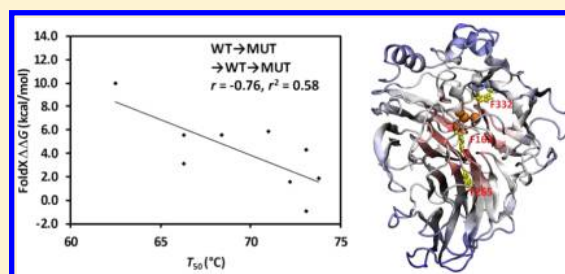 14.0
WT→MUT
12.0
→WT→MUT
10.0
r = -0.76, r² = 0.58
8.0
6.0
4.0
2.0
0.0
-2.0
FoldX ΔΔG (kcal/mol)
60
65
70
75
T50 (°C)
F332